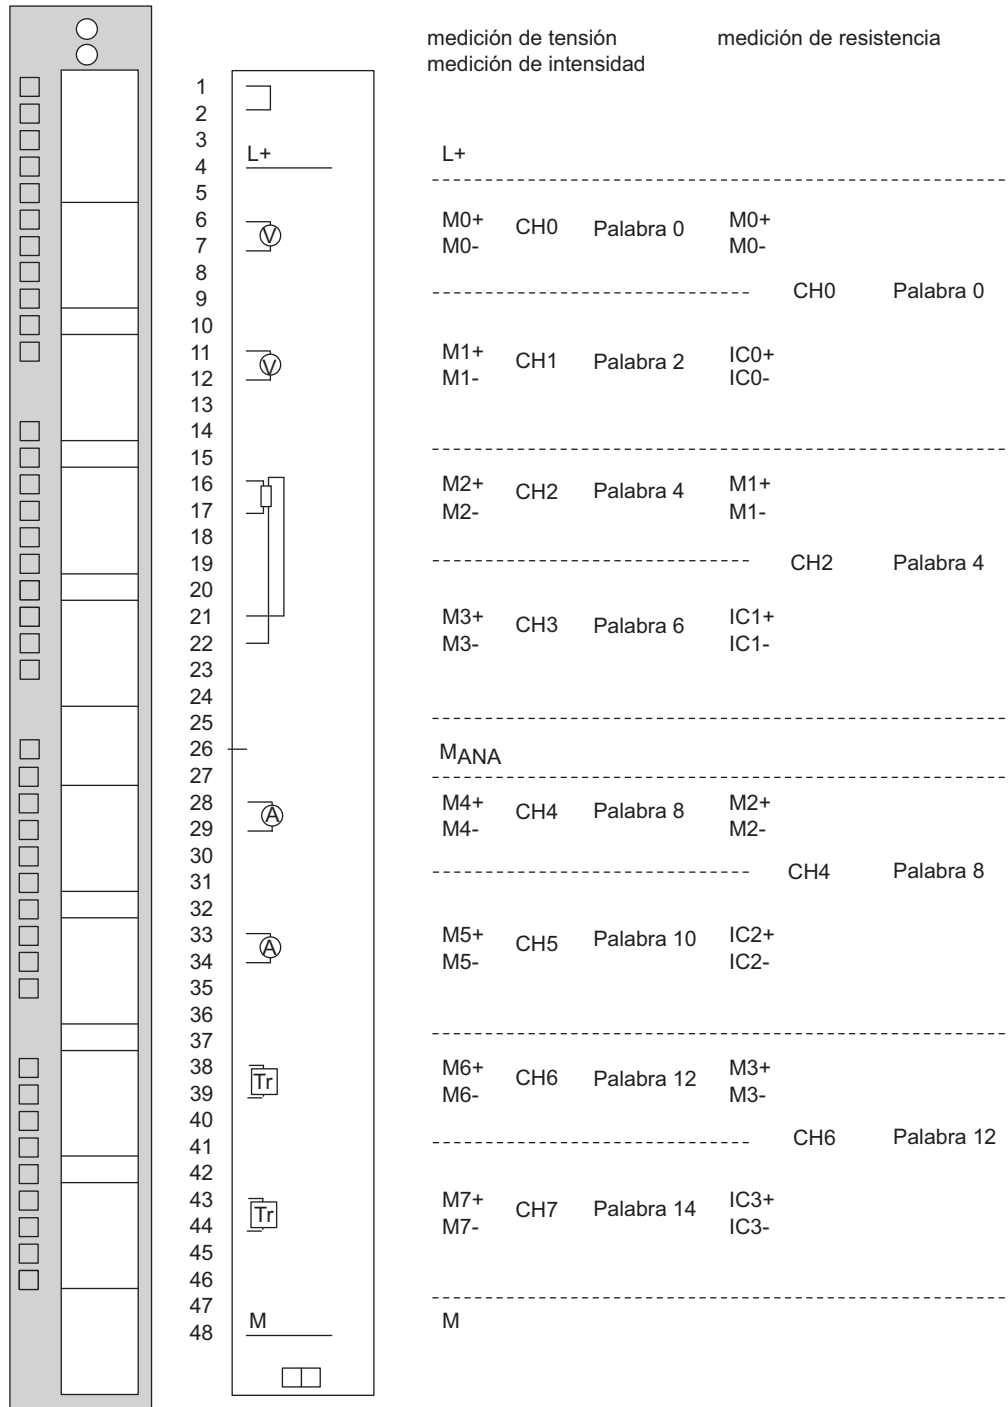 medición de tensión medición de resistencia
medición de intensidad
1
2
3
4 L+ L+
5
6 V M0+ CH0 Palabra 0 M0+
7 M0- M0-
8
9 CH0 Palabra 0
10
11 V M1+ CH1 Palabra 2 IC0+
12 M1- IC0-
13
14
15
16 M2+ CH2 Palabra 4 M1+
17 M2- M1-
18
19 CH2 Palabra 4
20
21 M3+ CH3 Palabra 6 IC1+
22 M3- IC1-
23
24
25
26 MANA
27
28 A M4+ CH4 Palabra 8 M2+
29 M4- M2-
30
31 CH4 Palabra 8
32
33 A M5+ CH5 Palabra 10 IC2+
34 M5- IC2-
35
36
37
38 Tr M6+ CH6 Palabra 12 M3+
39 M6- M3-
40
41 CH6 Palabra 12
42
43 Tr M7+ CH7 Palabra 14 IC3+
44 M7- IC3-
45
46
47
48 M M